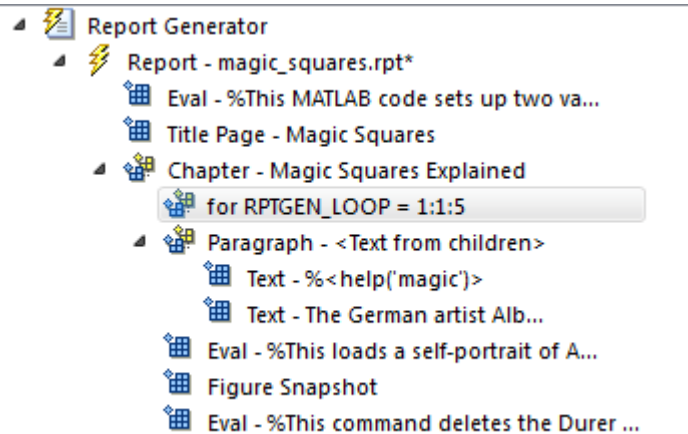 Report Generator
Report - magic_squares.rpt*
Eval - %This MATLAB code sets up two va...
Title Page - Magic Squares
Chapter - Magic Squares Explained
for RPTGEN_LOOP = 1:1:5
Paragraph - <Text from children>
Text - %<help('magic')>
Text - The German artist Alb...
Eval - %This loads a self-portrait of A...
Figure Snapshot
Eval - %This command deletes the Durer ...